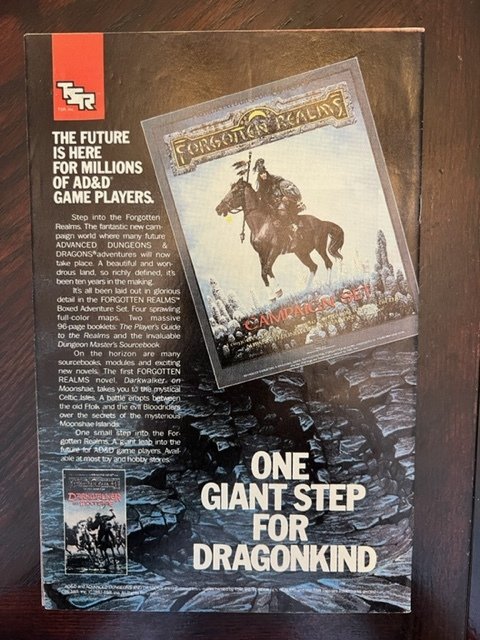 TSR
THE FUTURE
IS HERE
FOR MILLIONS
OF AD&D®
GAME PLAYERS.
Step into the Forgotten
Realms. The fantastic new cam-
paign world where many future
ADVANCED DUNGEONS &
DRAGONS® adventures will now
take place. A beautiful and won-
drous land, so richly defined, it's
been ten years in the making.
It's all been laid out in glorious
detail in the FORGOTTEN REALMS™
Boxed Adventure Set. Four sprawling
full-color maps. Two massive
96-page booklets: The Player's Guide
to the Realms and the invaluable
Dungeon Master's Sourcebook.
On the horizon are many
sourcebooks, modules and exciting
new novels. The first FORGOTTEN
REALMS novel, Darkwalker on
Moonshae, takes you to the mystical
Celtic Isles. A battle erupts between
the old Ffolk and the evil Bloodriders
over the secrets of the mysterious
Moonshae Islands.
One small step into the For-
gotten Realms. A giant leap into the
future for AD&D® game players. Avail-
able at most toy and hobby stores.
FORGOTTEN REALMS
CAMPAIGN SET
FORGOTTEN REALMS
DARKWALKER
ON MOONSHAE
ONE
GIANT STEP
FOR
DRAGONKIND